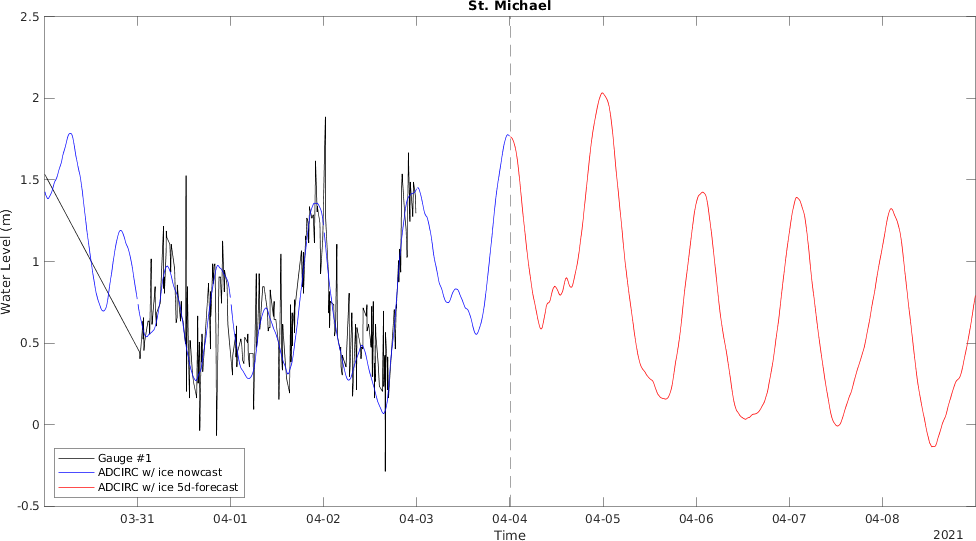 St. Michael
2.5
2
1.5
1
0.5
0
-0.5
Water Level (m)
Gauge #1
ADCIRC w/ ice nowcast
ADCIRC w/ ice 5d-forecast
03-31 04-01 04-02 04-03 04-04 04-05 04-06 04-07 04-08
Time
2021